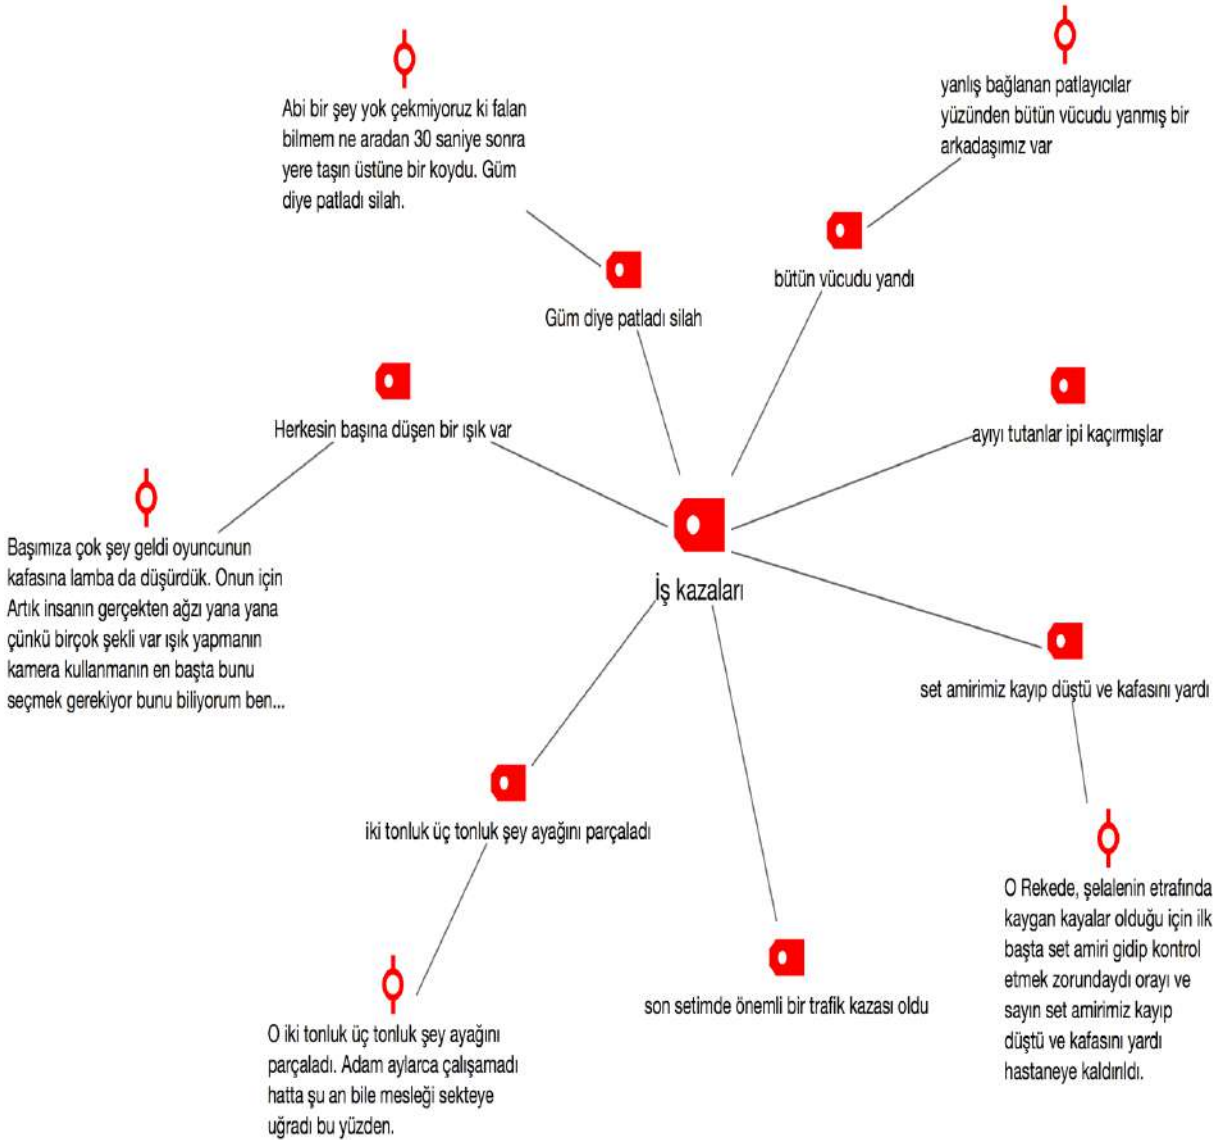 Abi bir şey yok çekmiyoruz ki falan
bilmem ne aradan 30 saniye sonra
yere taşın üstüne bir koydu. Güm
diye patladı silah.
yanlış bağlanan patlayıcılar
yüzünden bütün vücudu yanmış bir
arkadaşımız var
bütün vücudu yandı
Güm diye patladı silah
Herkesin başına düşen bir ışık var
ayıyı tutanlar ipi kaçırmışlar
Başımıza çok şey geldi oyuncunun
kafasına lamba da düşürdük. Onun için
Artık insanın gerçekten ağzı yana yana
çünkü birçok şekli var ışık yapmanın
kamera kullanmanın en başta bunu
seçmek gerekiyor bunu biliyorum ben...
İş kazaları
set amirimiz kayıp düştü ve kafasını yardı
iki tonluk üç tonluk şey ayağını parçaladı
O Rekede, şelalenin etrafında
kaygan kayalar olduğu için ilk
başta set amiri gidip kontrol
etmek zorundaydı orayı ve
sayın set amirimiz kayıp
düştü ve kafasını yardı
hastaneye kaldırıldı.
son setimde önemli bir trafik kazası oldu
O iki tonluk üç tonluk şey ayağını
parçaladı. Adam aylarca çalışamadı
hatta şu an bile mesleği sekteye
uğradı bu yüzden.